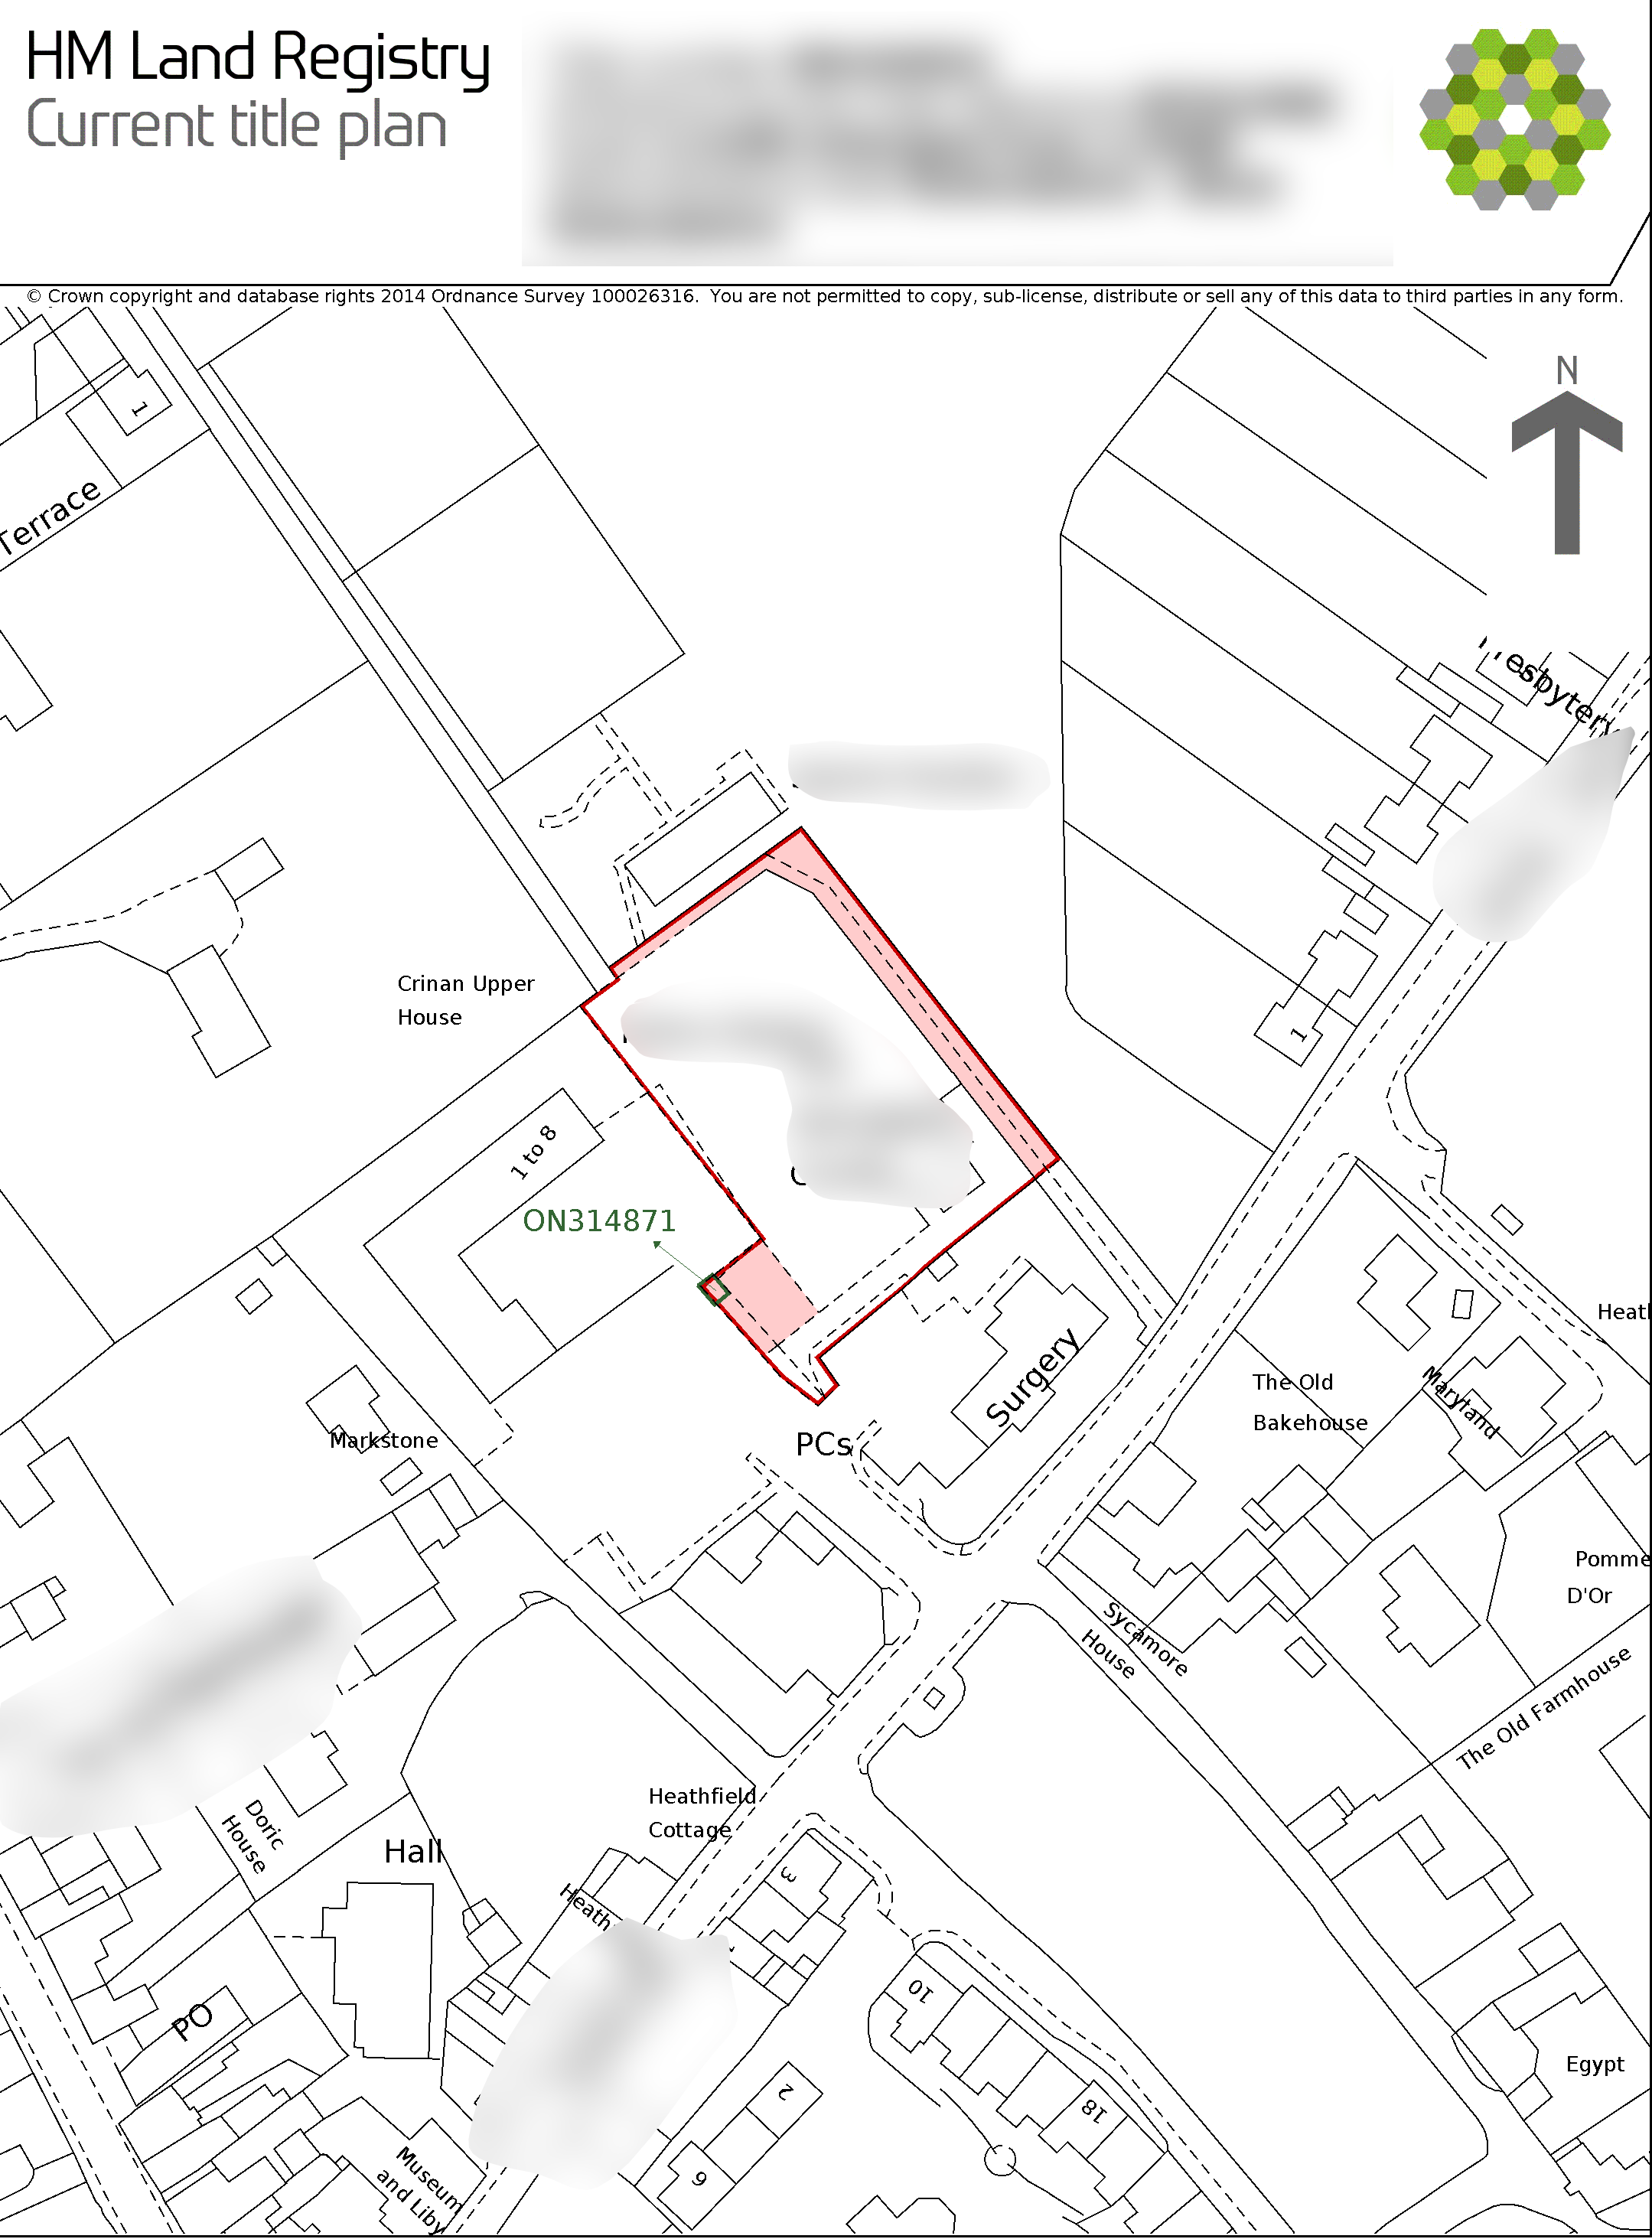 HM Land Registry
Current title plan
© Crown copyright and database rights 2014 Ordnance Survey 100026316. You are not permitted to copy, sub-license, distribute or sell any of this data to third parties in any form.
N
1
Terrace
Presbytery
Crinan Upper
House
1
1 to 8
ON314871
Surgery
The Old
Bakehouse
Maryland
Markstone
PCs
Pomme
D'Or
Sycamore
House
The Old Farmhouse
Heathfield
Cottage
Doric
House
Hall
3
Heath
10
PO
2
18
Egypt
6
Museum
and Liby